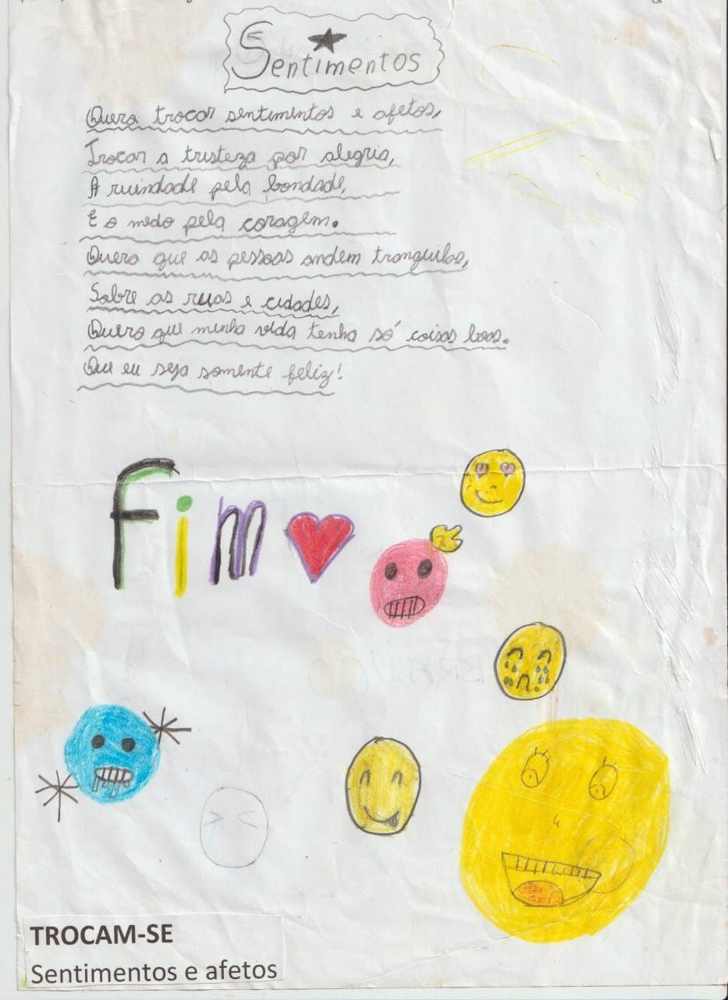 Sentimentos
Quero trocar sentimentos e afetos,
Trocar a tristeza por alegria,
A ruindade pela bondade,
E o medo pela coragem.
Quero que as pessoas andem tranquilas,
Sobre as ruas e cidades,
Quero que minha vida tenha só coisas boas.
Que eu seja somente feliz!
Fim
TROCAM-SE
Sentimentos e afetos